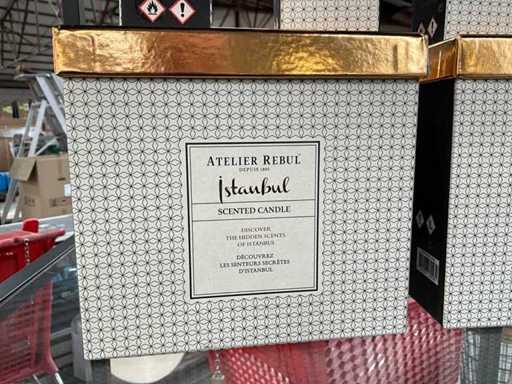 ATELIER REBUL
DEPUIS 1895
İstanbul
SCENTED CANDLE
DISCOVER
THE HIDDEN SCENTS
OF ISTANBUL
DÉCOUVREZ
LES SENTEURS SECRÈTES
D'ISTANBUL